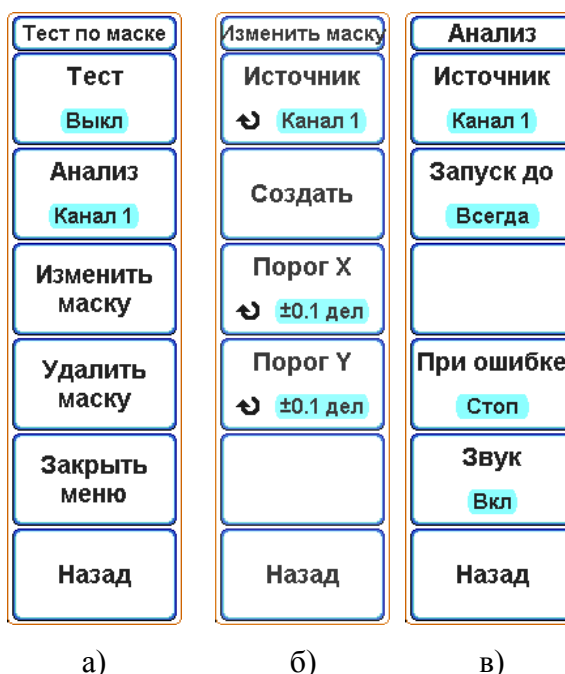 Тест по маске
Тест
Выкл
Анализ
Канал 1
Изменить
маску
Удалить
маску
Закрыть
меню
Назад
а)
Изменить маску
Источник
Канал 1
Создать
Порог X
±0.1 дел
Порог Y
±0.1 дел
Назад
б)
Анализ
Источник
Канал 1
Запуск до
Всегда
При ошибке
Стоп
Звук
Вкл
Назад
в)